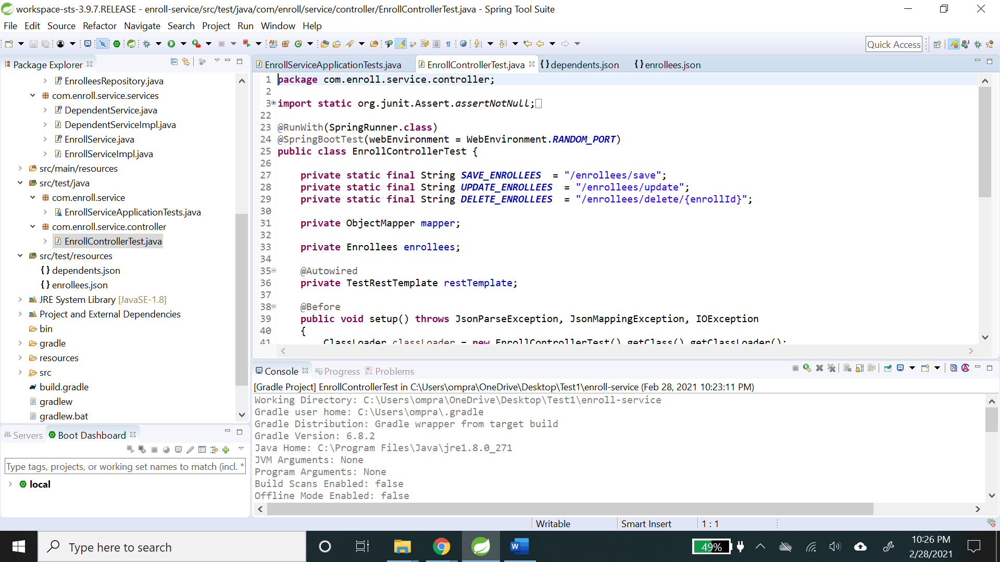 workspace-sts-3.9.7.RELEASE - enroll-service/src/test/java/com/enroll/service/controller/EnrollControllerTest.java - Spring Tool Suite
File Edit Source Refactor Navigate Search Project Run Window Help
Quick Access
Package Explorer
EnrolleesRepository.java
com.enroll.service.services
DependentService.java
DependentServiceImpl.java
EnrollService.java
EnrollServiceImpl.java
src/main/resources
src/test/java
com.enroll.service
EnrollServiceApplicationTests.java
com.enroll.service.controller
EnrollControllerTest.java
src/test/resources
{} dependents.json
{} enrollees.json
JRE System Library [JavaSE-1.8]
Project and External Dependencies
bin
gradle
resources
src
build.gradle
gradlew
gradlew.bat
Servers Boot Dashboard
Type tags, projects, or working set names to match (incl. *
local
EnrollServiceApplicationTests.java EnrollControllerTest.java {} dependents.json {} enrollees.json
1 package com.enroll.service.controller;
2
3 import static org.junit.Assert.assertNotNull;
22
23 @RunWith(SpringRunner.class)
24 @SpringBootTest(webEnvironment = WebEnvironment.RANDOM_PORT)
25 public class EnrollControllerTest {
26
27 private static final String SAVE_ENROLLEES = "/enrollees/save";
28 private static final String UPDATE_ENROLLEES = "/enrollees/update";
29 private static final String DELETE_ENROLLEES = "/enrollees/delete/{enrollId}";
30
31 private ObjectMapper mapper;
32
33 private Enrollees enrollees;
34
35 @Autowired
36 private TestRestTemplate restTemplate;
37
38 @Before
39 public void setup() throws JsonParseException, JsonMappingException, IOException
40 {
41 ClassLoader classLoader = new EnrollControllerTest().getClass().getClassLoader();
Console Progress Problems
[Gradle Project] EnrollControllerTest in C:\Users\ompra\OneDrive\Desktop\Test1\enroll-service (Feb 28, 2021 10:23:11 PM)
Working Directory: C:\Users\ompra\OneDrive\Desktop\Test1\enroll-service
Gradle user home: C:\Users\ompra\.gradle
Gradle Distribution: Gradle wrapper from target build
Gradle Version: 6.8.2
Java Home: C:\Program Files\Java\jre1.8.0_271
JVM Arguments: None
Program Arguments: None
Build Scans Enabled: false
Offline Mode Enabled: false
Writable Smart Insert 1 : 1
Type here to search
49%
10:26 PM
2/28/2021